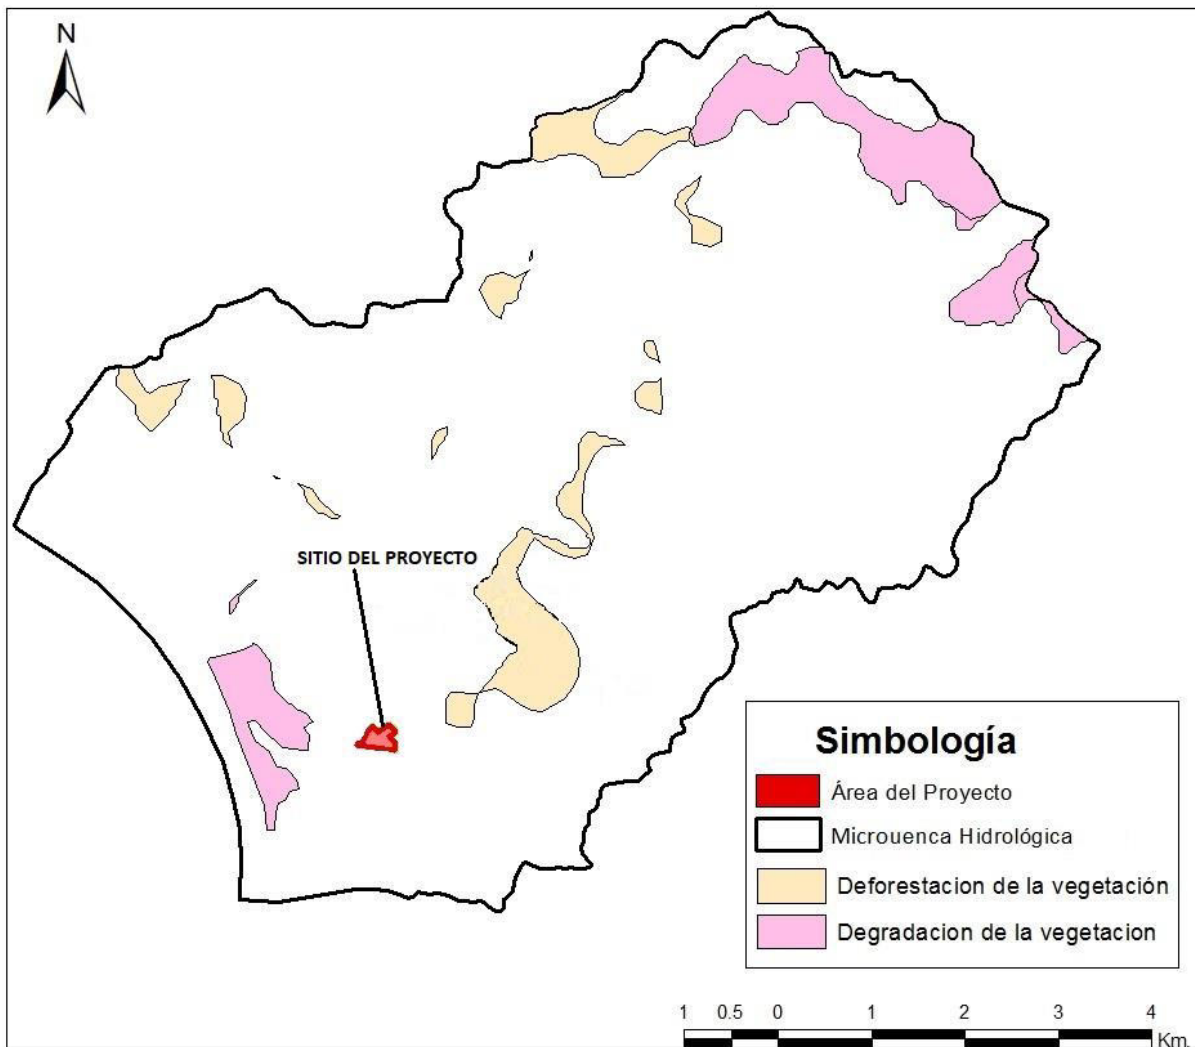 N
SITIO DEL PROYECTO
Simbología
Área del Proyecto
Microuenca Hidrológica
Deforestacion de la vegetación
Degradacion de la vegetacion
1 0.5 0 1 2 3 4
Km.